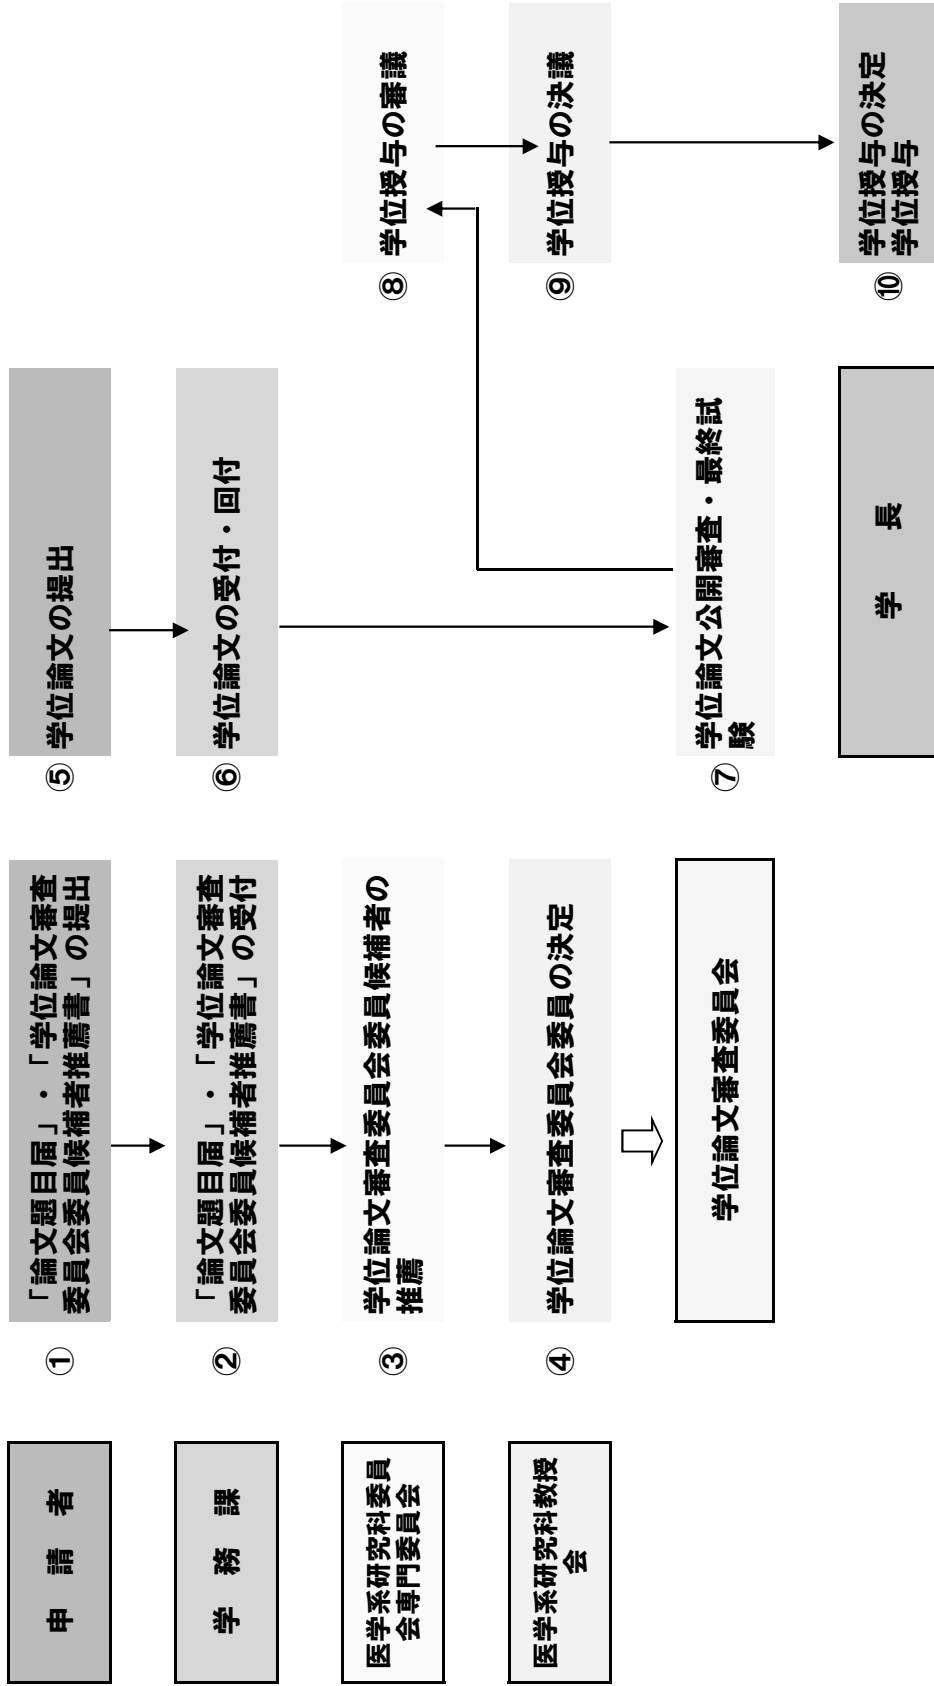 申 請 者
①
「論文題目届」・「学位論文審査
委員会委員候補者推薦書」の提出
⑤
学位論文の提出
学 務 課
②
「論文題目届」・「学位論文審査
委員会委員候補者推薦書」の受付
⑥
学位論文の受付・回付
医学系研究科委員
会専門委員会
③
学位論文審査委員会委員候補者の
推薦
⑧
学位授与の審議
医学系研究科教授
会
④
学位論文審査委員会委員の決定
⑨
学位授与の決議
学位論文審査委員会
⑦
学位論文公開審査・最終試
験
学 長
⑩
学位授与の決定
学位授与